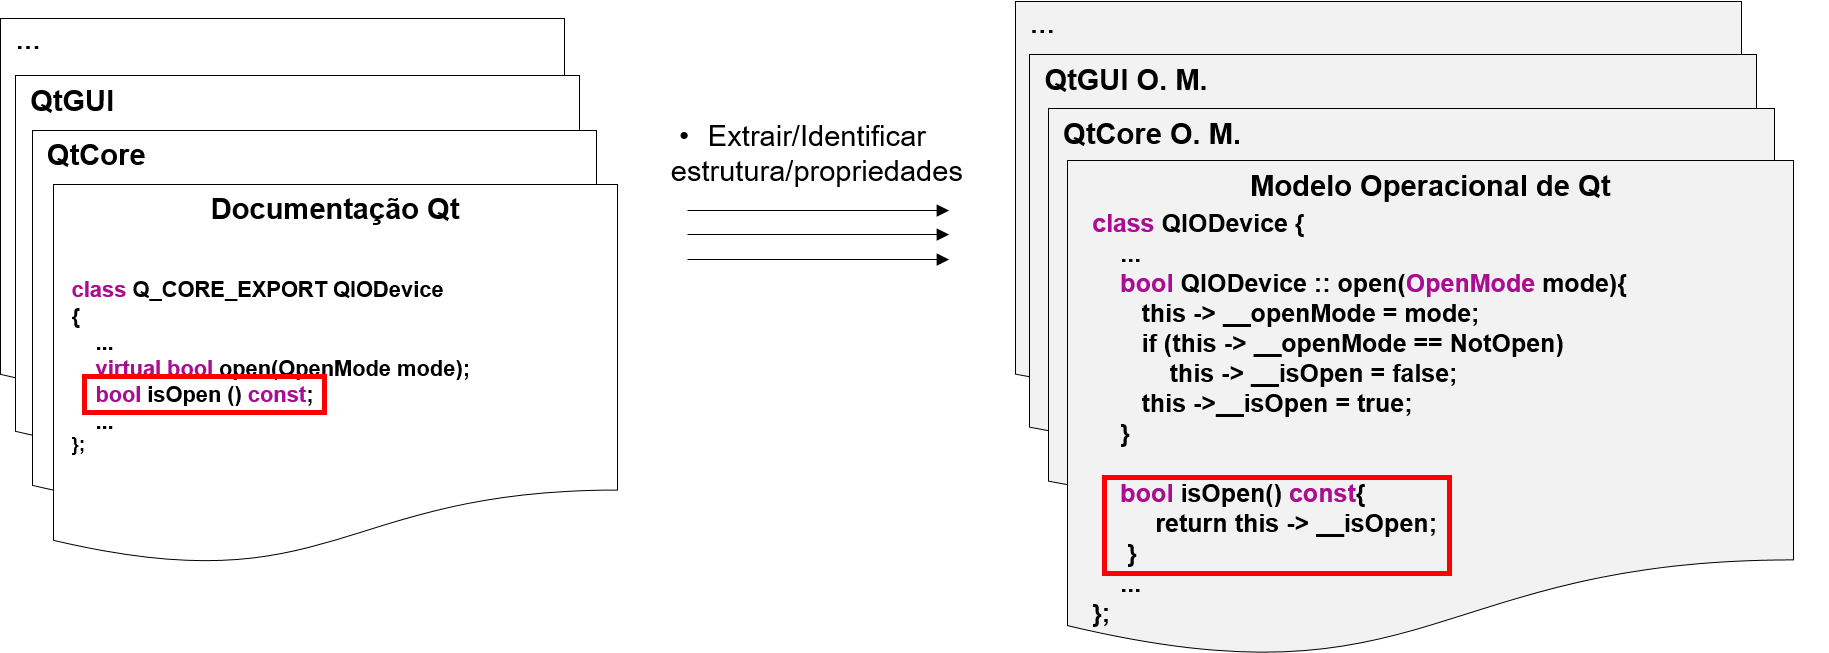 ...
QtGUI
QtCore
Documentação Qt
class Q_CORE_EXPORT QIODevice
{
...
virtual bool open(OpenMode mode);
bool isOpen () const;
...
};
• Extrair/Identificar
estrutura/propriedades
...
QtGUI O. M.
QtCore O. M.
Modelo Operacional de Qt
class QIODevice {
...
bool QIODevice :: open(OpenMode mode){
this -> __openMode = mode;
if (this -> __openMode == NotOpen)
this -> __isOpen = false;
this ->__isOpen = true;
}
bool isOpen() const{
return this -> __isOpen;
}
...
};